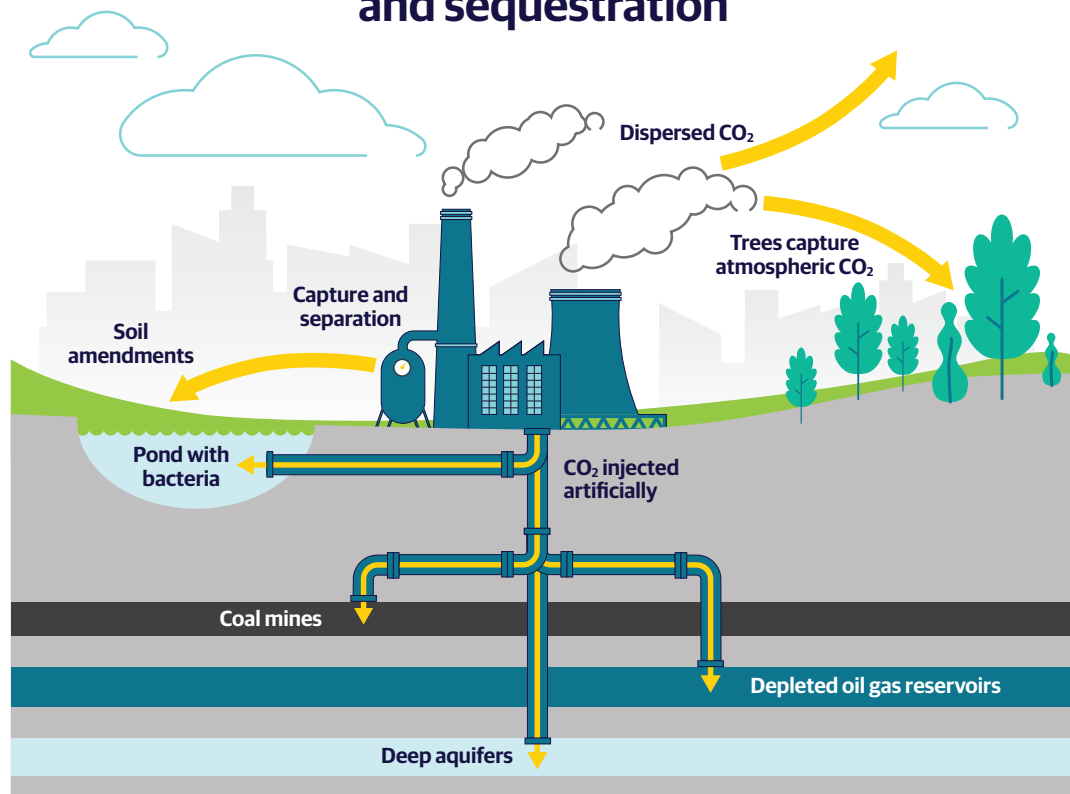 and sequestration
Dispersed CO₂
Trees capture
atmospheric CO₂
Capture and
separation
Soil
amendments
Pond with
bacteria
CO₂ injected
artificially
Coal mines
Depleted oil gas reservoirs
Deep aquifers